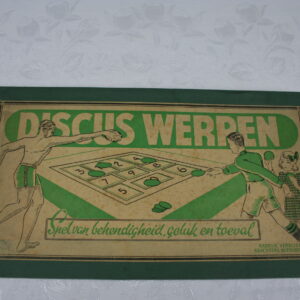 DISCUS WERPEN
Spel van behendigheid, geluk en toeval